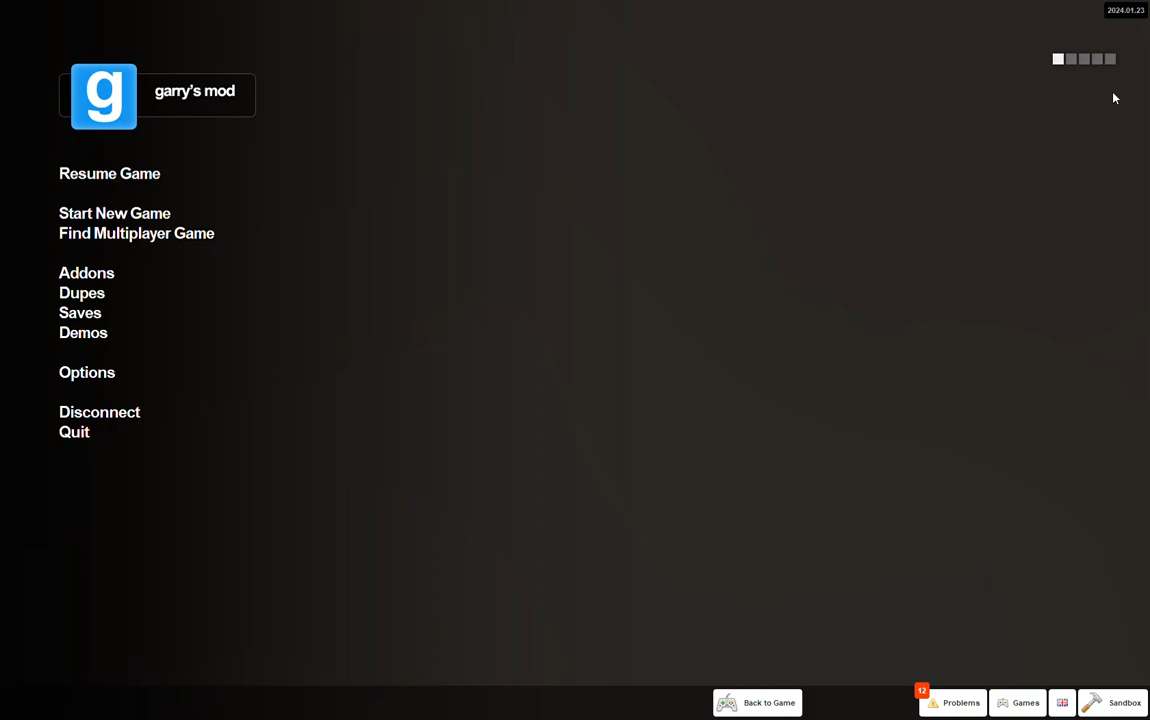 2024.01.23
g
garry's mod
Resume Game
Start New Game
Find Multiplayer Game
Addons
Dupes
Saves
Demos
Options
Disconnect
Quit
Back to Game
12
Problems
Games
Sandbox